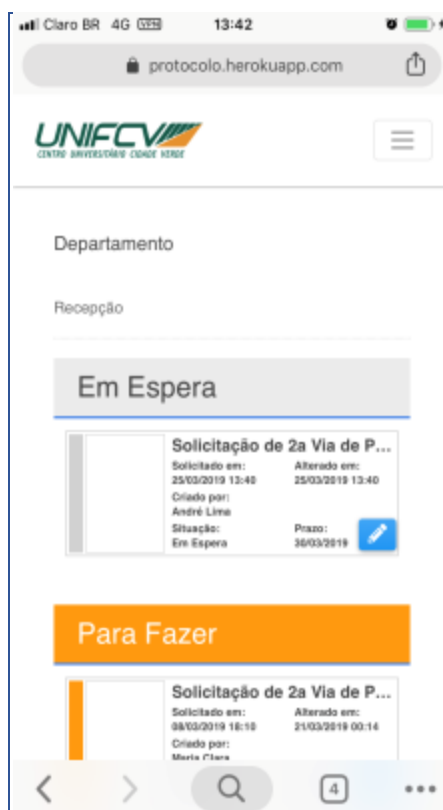 Claro BR 4G VPN 13:42
protocolo.herokuapp.com
UNIFCV
CENTRO UNIVERSITÁRIO CIDADE VERDE
Departamento
Recepção
Em Espera
Solicitação de 2a Via de P...
Solicitado em: Alterado em:
25/03/2019 13:40 25/03/2019 13:40
Criado por:
André Lima
Situação: Prazo:
Em Espera 30/03/2019
Para Fazer
Solicitação de 2a Via de P...
Solicitado em: Alterado em:
08/03/2019 18:10 21/03/2019 00:14
Criado por:
Maria Clara
4